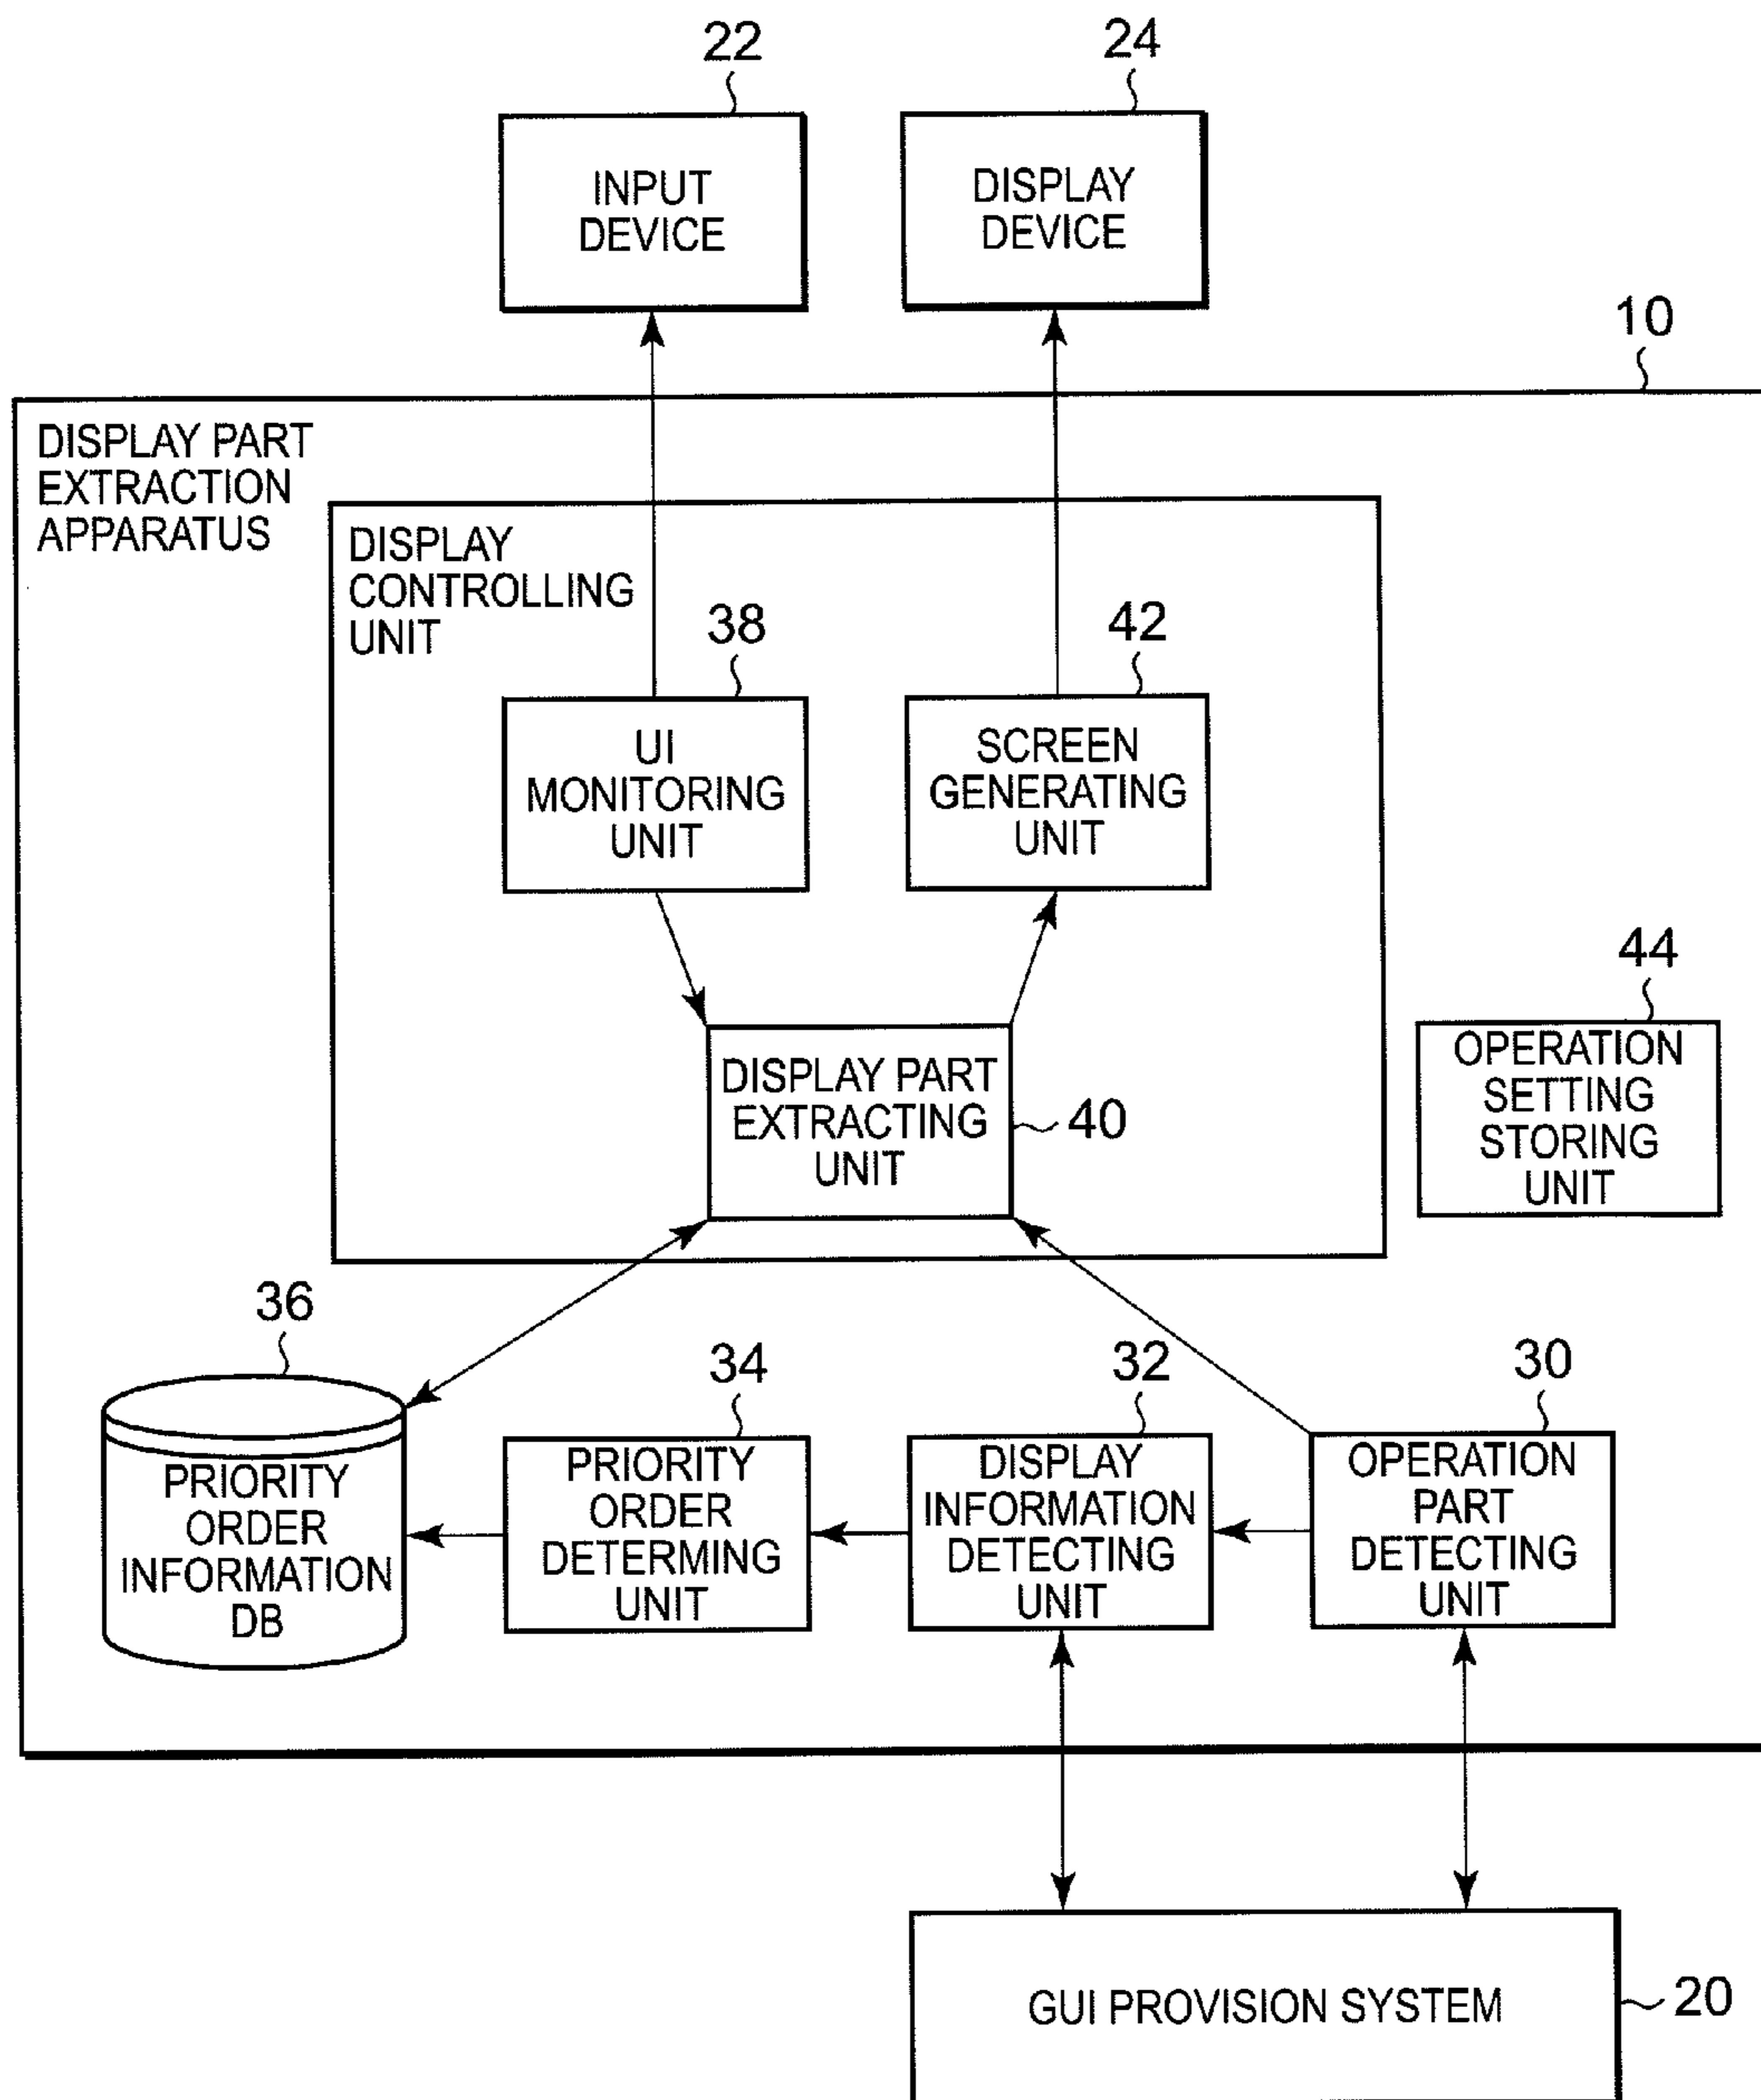 22
24
INPUT
DEVICE
DISPLAY
DEVICE
10
DISPLAY PART
EXTRACTION
APPARATUS
DISPLAY
CONTROLLING
UNIT
38
42
UI
MONITORING
UNIT
SCREEN
GENERATING
UNIT
44
OPERATION
SETTING
STORING
UNIT
DISPLAY PART
EXTRACTING
UNIT
40
36
34
32
30
PRIORITY
ORDER
INFORMATION
DB
PRIORITY
ORDER
DETERMING
UNIT
DISPLAY
INFORMATION
DETECTING
UNIT
OPERATION
PART
DETECTING
UNIT
GUI PROVISION SYSTEM
20